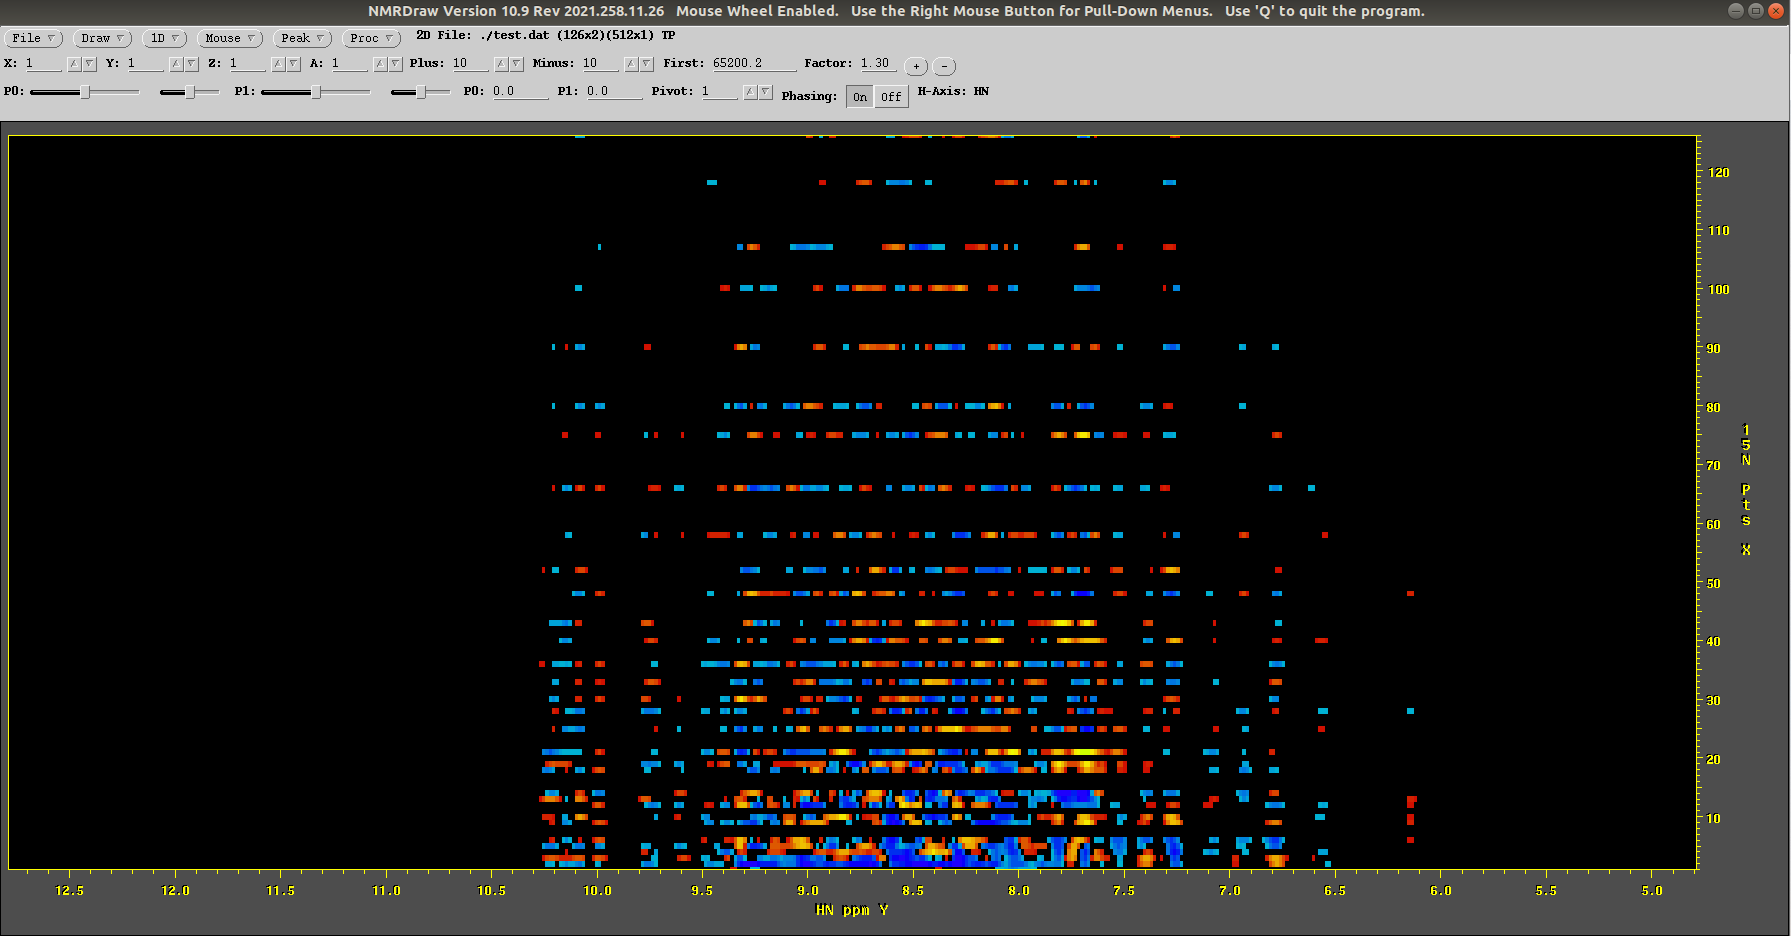 NMRDraw Version 10.9 Rev 2021.258.11.26   Mouse Wheel Enabled.   Use the Right Mouse Button for Pull-Down Menus.   Use 'Q' to quit the program.
File Draw 1D Mouse Peak Proc 2D File: ./test.dat (126x2)(512x1) TP
X: 1 Y: 1 Z: 1 A: 1 Plus: 10 Minus: 10 First: 65200.2 Factor: 1.30 + -
P0: P1: P0: 0.0 P1: 0.0 Pivot: 1 Phasing: On Off H-Axis: HN
120
110
100
90
80
70
60
50
40
30
20
10
15N Pts X
12.5 12.0 11.5 11.0 10.5 10.0 9.5 9.0 8.5 8.0 7.5 7.0 6.5 6.0 5.5 5.0
HN ppm Y